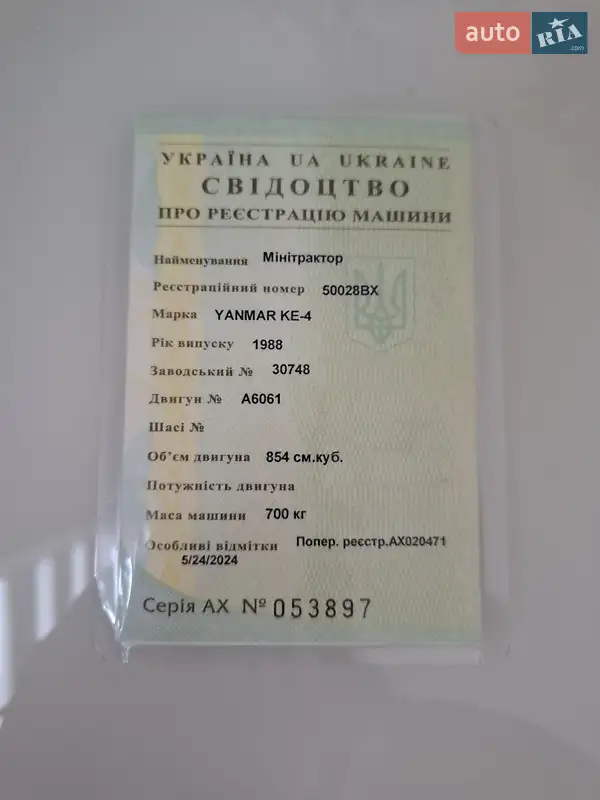 auto RIA .com
УКРАЇНА UA UKRAINE
СВІДОЦТВО
ПРО РЕЄСТРАЦІЮ МАШИНИ
Найменування Мінітрактор
Реєстраційний номер 50028ВХ
Марка YANMAR KE-4
Рік випуску 1988
Заводський № 30748
Двигун № А6061
Шасі №
Об'єм двигуна 854 см.куб.
Потужність двигуна
Маса машини 700 кг
Особливі відмітки Попер. реєстр.АХ020471
5/24/2024
Серія АХ № 053897